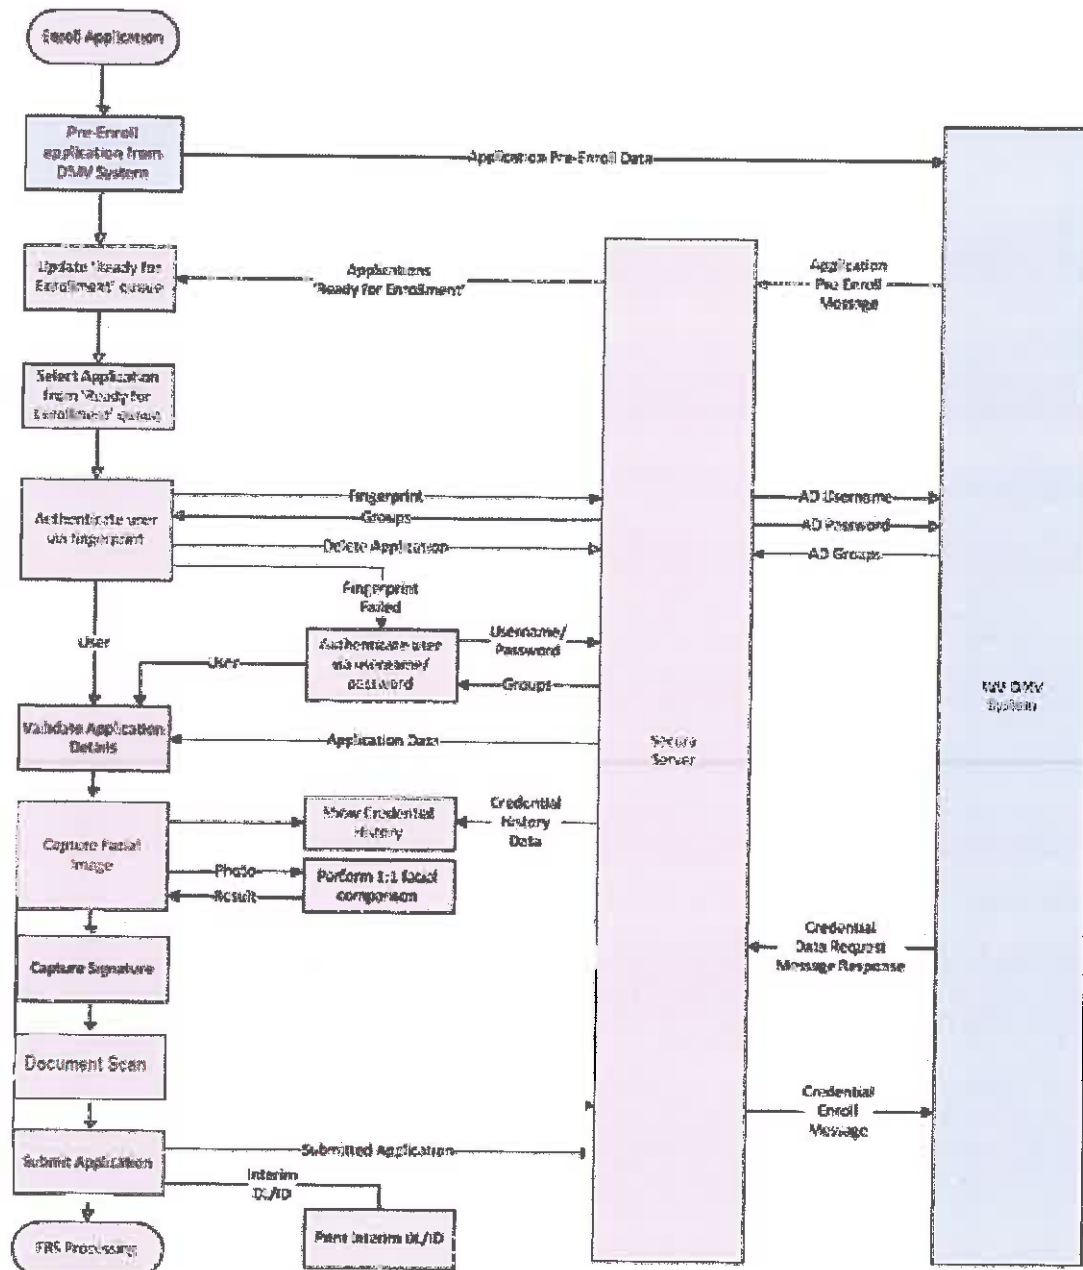 Enroll Application
Pre-Enroll
application from
DMV System
Application Pre-Enroll Data
Update 'Ready for
Enrollment' queue
Applications
'Ready for Enrollment'
Application
Pre-Enroll
Message
Select Application
from 'Ready for
Enrollment' queue
Authenticate user
via fingerprint
Fingerprint
Groups
Delete Application
AD Username
AD Password
AD Groups
Fingerprint
Failed
User
User
Authenticate user
via username/
password
Username/
Password
Groups
Validate Application
Details
Application Data
Secure
Server
WV DMV
System
Capture Facial
Image
Show Credential
History
Credential
History
Data
Photo
Result
Perform 1:1 facial
comparison
Capture Signature
Credential
Data Request
Message Response
Document Scan
Credential
Enroll
Message
Submit Application
Submitted Application
Interim
DL/ID
Print Interim DL/ID
FRS Processing